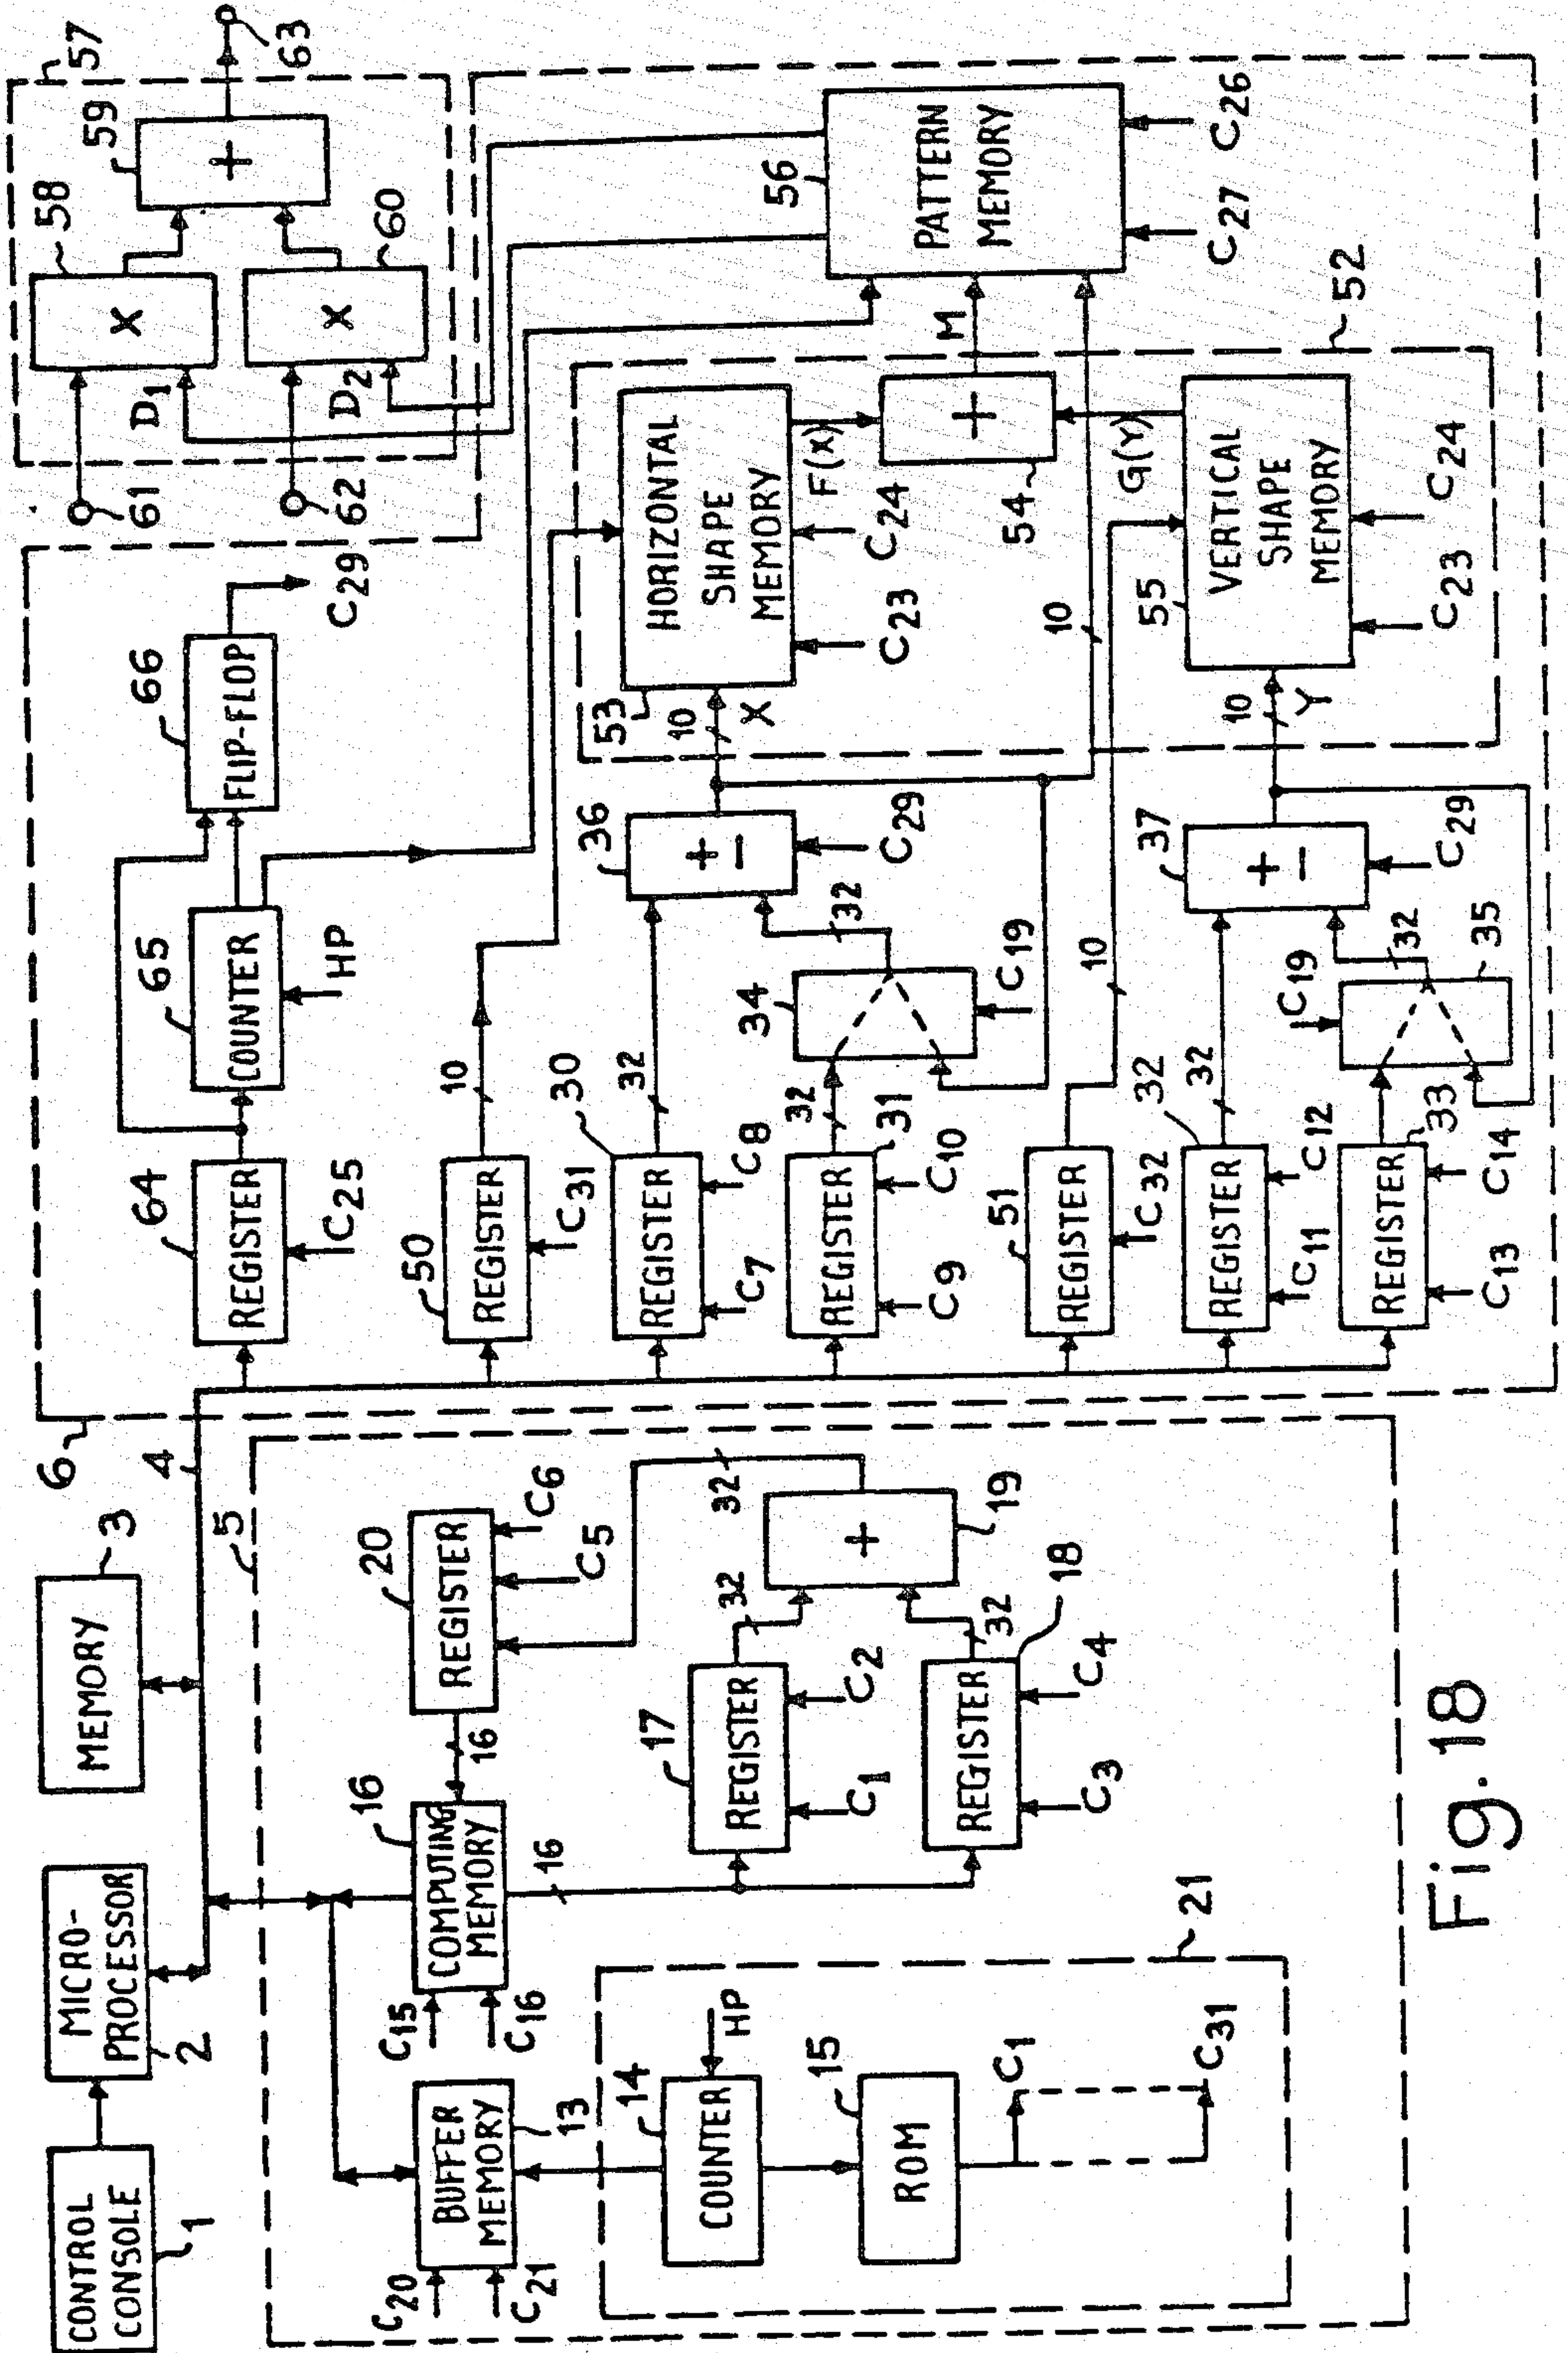 CONTROL
CONSOLE
1
MICRO-
PROCESSOR
2
MEMORY
3
4
5
6
BUFFER
MEMORY
13
C20
C21
COMPUTING
MEMORY
16
C15
C16
16
16
REGISTER
20
C5
C6
COUNTER
14
HP
ROM
15
C1
C31
21
REGISTER
17
C1
C2
32
REGISTER
18
C3
C4
32
+
19
32
REGISTER
64
C25
COUNTER
65
HP
FLIP-FLOP
66
C29
REGISTER
50
C31
10
REGISTER
30
C7
C8
32
REGISTER
31
C9
C10
32
34
C19
32
+
−
36
C29
REGISTER
51
C32
10
REGISTER
32
C11
C12
32
REGISTER
33
C13
C14
C19
35
32
+
−
37
C29
10
X
53
HORIZONTAL
SHAPE
MEMORY
C23
C24
F(X)
+
54
M
10
G(Y)
10
Y
55
VERTICAL
SHAPE
MEMORY
C23
C24
52
PATTERN
MEMORY
56
C27
C26
61
62
D1
D2
X
58
X
60
+
59
57
63
Fig. 18